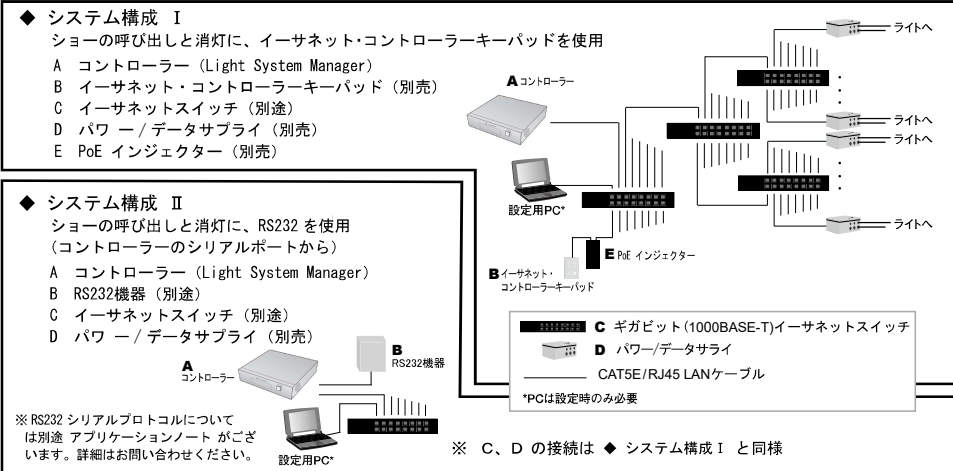 ◆ システム構成 Ⅰ
ショーの呼び出しと消灯に、イーサネット・コントローラーキーパッドを使用
A コントローラー (Light System Manager)
B イーサネット・コントローラーキーパッド (別売)
C イーサネットスイッチ (別途)
D パワ ー/データサプライ (別売)
E PoE インジェクター (別売)
A コントローラー
設定用PC*
E PoE インジェクター
B イーサネット・
コントローラーキーパッド
ライトへ
ライトへ
ライトへ
ライトへ
◆ システム構成 Ⅱ
ショーの呼び出しと消灯に、RS232 を使用
(コントローラーのシリアルポートから)
A コントローラー (Light System Manager)
B RS232機器 (別途)
C イーサネットスイッチ (別途)
D パワ ー/データサプライ (別売)
A
コントローラー
B
RS232機器
設定用PC*
※ RS232 シリアルプロトコルについて
は別途 アプリケーションノート がござ
います。詳細はお問い合わせください。
C ギガビット(1000BASE-T)イーサネットスイッチ
D パワー/データサライ
CAT5E/RJ45 LANケーブル
*PCは設定時のみ必要
※ C、D の接続は ◆ システム構成Ⅰ と同様